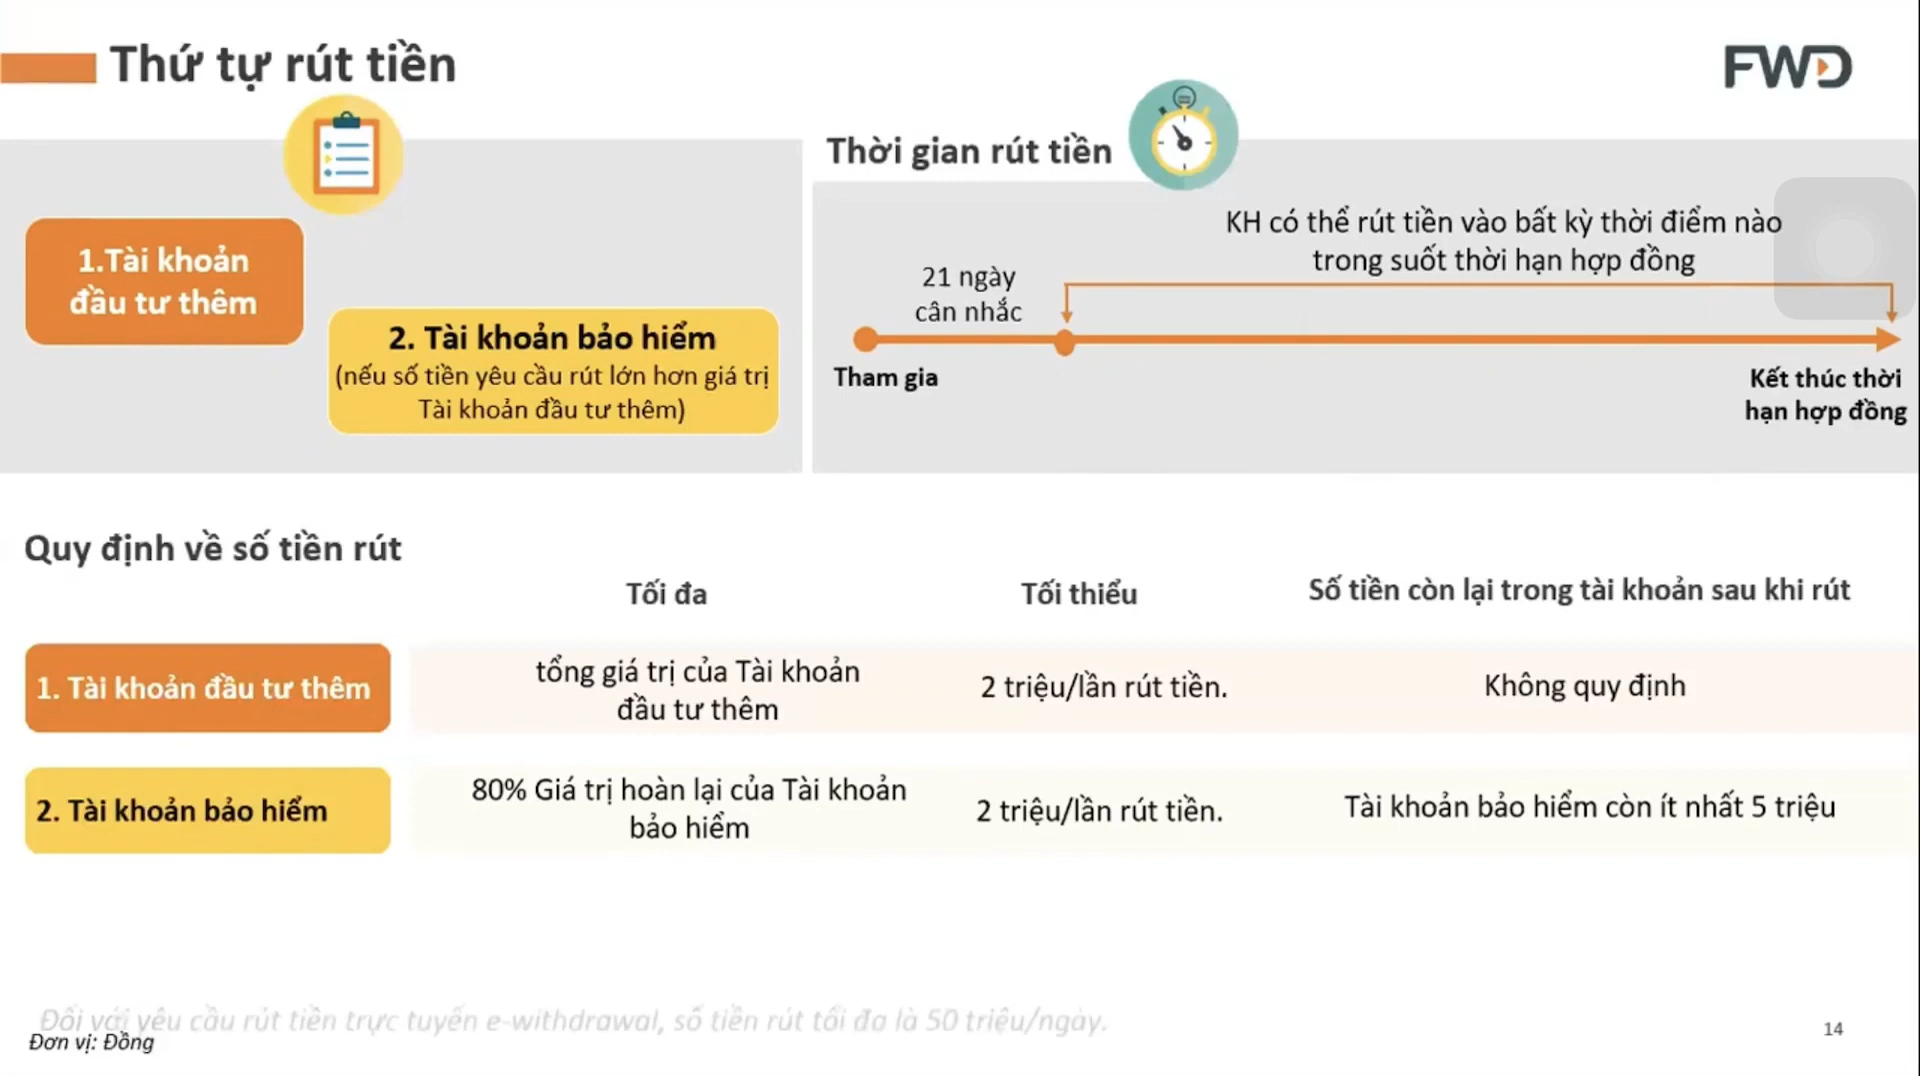 Thứ tự rút tiền
FWD
1.Tài khoản
đầu tư thêm
2. Tài khoản bảo hiểm
(nếu số tiền yêu cầu rút lớn hơn giá trị
Tài khoản đầu tư thêm)
Thời gian rút tiền
KH có thể rút tiền vào bất kỳ thời điểm nào
trong suốt thời hạn hợp đồng
21 ngày
cân nhắc
Tham gia
Kết thúc thời
hạn hợp đồng
Quy định về số tiền rút
Tối đa
Tối thiểu
Số tiền còn lại trong tài khoản sau khi rút
1. Tài khoản đầu tư thêm
tổng giá trị của Tài khoản
đầu tư thêm
2 triệu/lần rút tiền.
Không quy định
2. Tài khoản bảo hiểm
80% Giá trị hoàn lại của Tài khoản
bảo hiểm
2 triệu/lần rút tiền.
Tài khoản bảo hiểm còn ít nhất 5 triệu
Đối với yêu cầu rút tiền trực tuyến e-withdrawal, số tiền rút tối đa là 50 triệu/ngày.
Đơn vị: Đồng
14